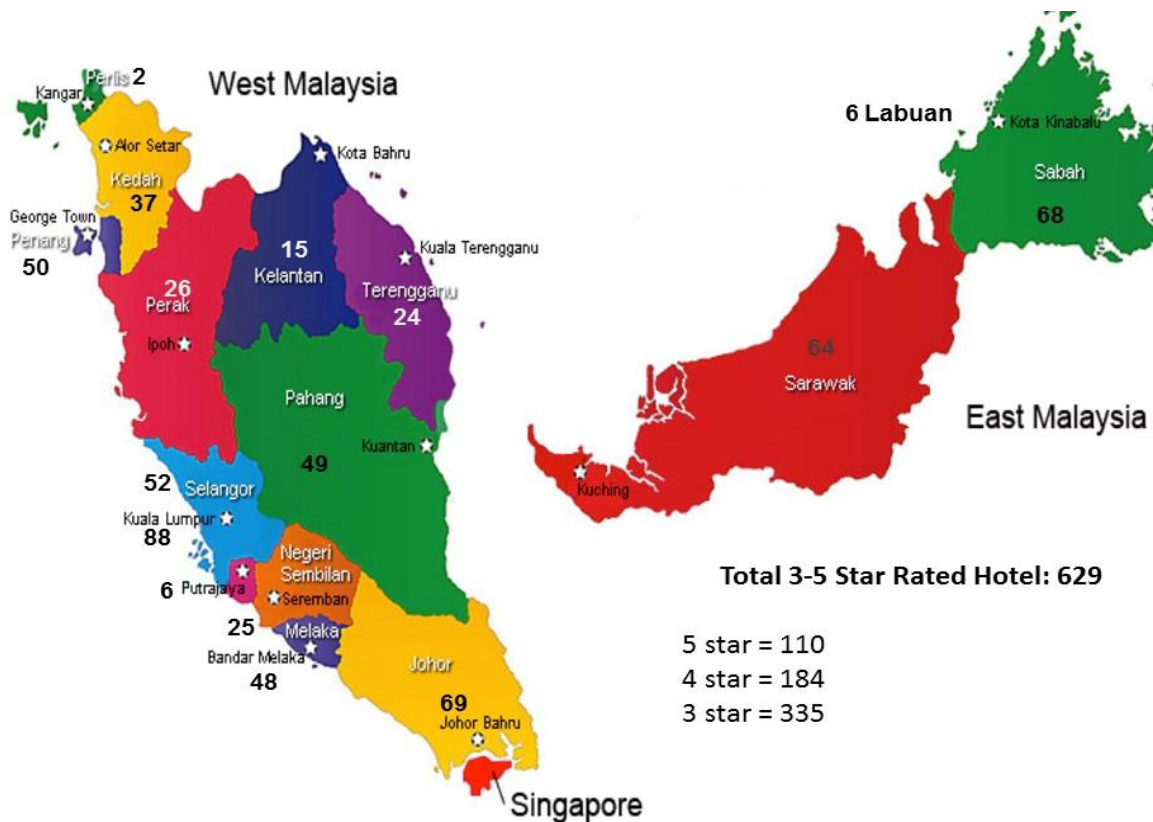 West Malaysia
Perlis 2
Kangar
Alor Setar
Kedah
37
George Town
Penang
50
Kota Bahru
15
Kelantan
Kuala Terengganu
Terengganu
24
26
Perak
Ipoh
Pahang
49
Kuantan
52
Selangor
Kuala Lumpur
88
6 Putrajaya
Negeri
Sembilan
Seremban
25
Melaka
Bandar Melaka
48
Johor
69
Johor Bahru
Singapore
6 Labuan
Kota Kinabalu
Sabah
68
64
Sarawak
Kuching
East Malaysia
Total 3-5 Star Rated Hotel: 629
5 star = 110
4 star = 184
3 star = 335